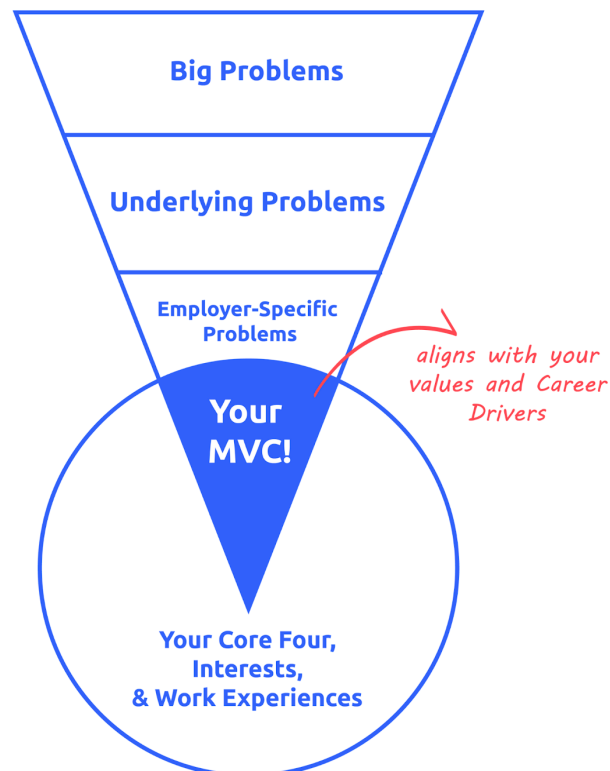 Big Problems
Underlying Problems
Employer-Specific
Problems
Your
MVC!
aligns with your
values and Career
Drivers
Your Core Four,
Interests,
& Work Experiences